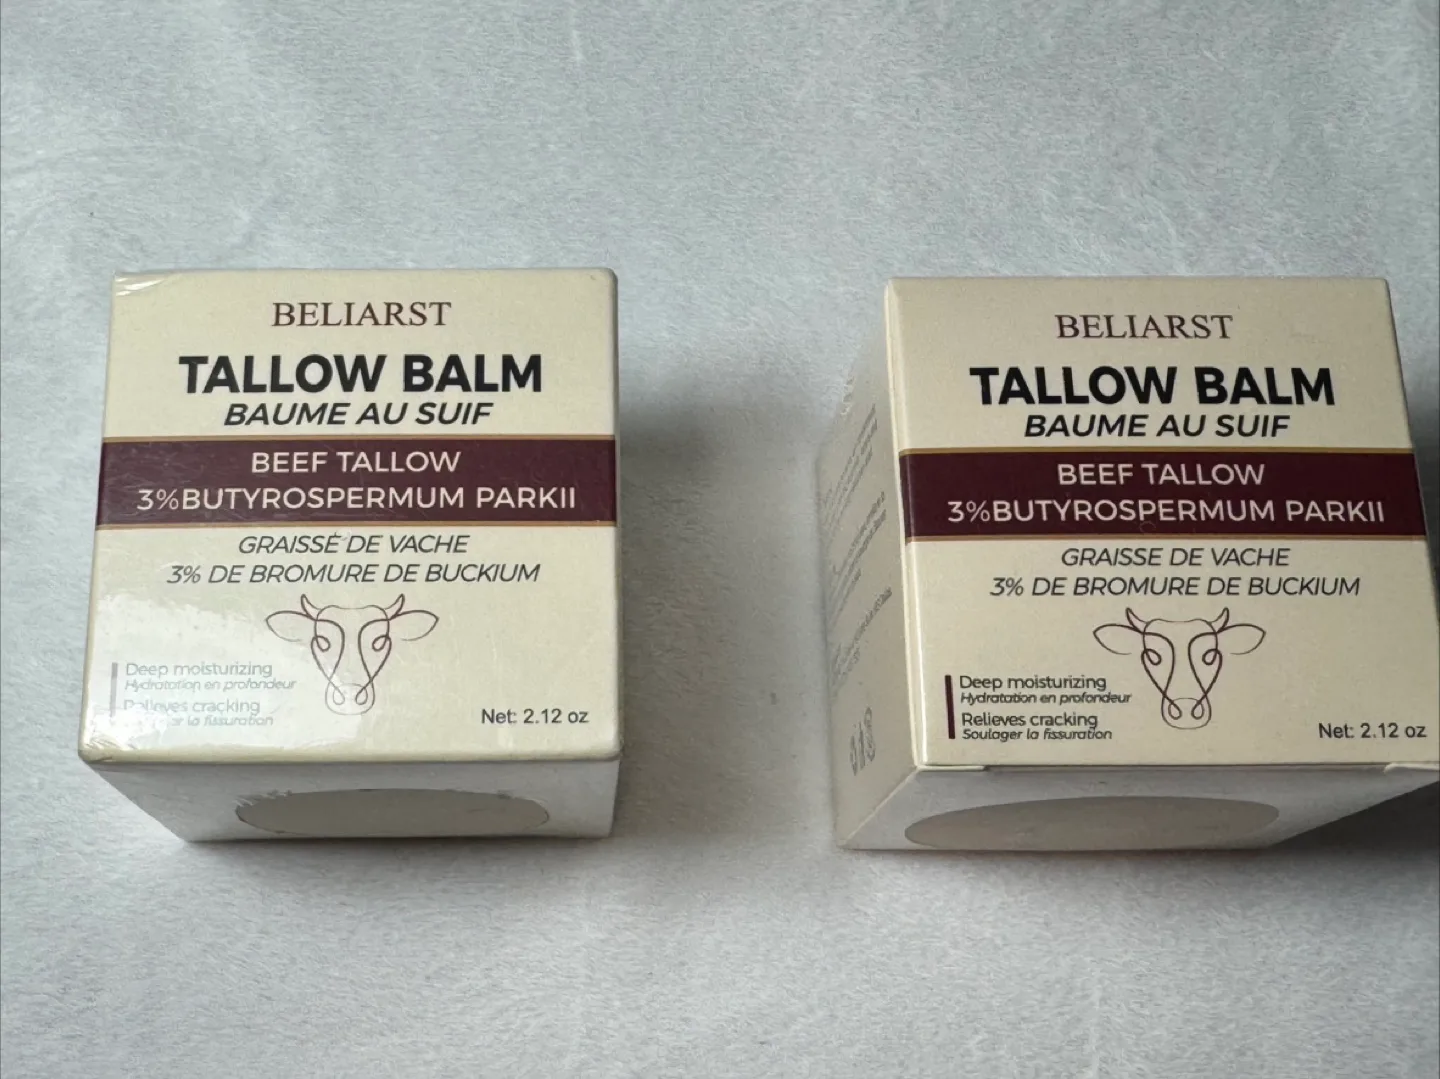 BELIARST
TALLOW BALM
BAUME AU SUIF
BEEF TALLOW
3%BUTYROSPERMUM PARKII
GRAISSE DE VACHE
3% DE BROMURE DE BUCKIUM
Deep moisturizing
Hydratation en profondeur
Relieves cracking
la fissuration
Net: 2.12 oz
BELIARST
TALLOW BALM
BAUME AU SUIF
BEEF TALLOW
3%BUTYROSPERMUM PARKII
GRAISSE DE VACHE
3% DE BROMURE DE BUCKIUM
Deep moisturizing
Hydratation en profondeur
Relieves cracking
Soulager la fissuration
Net: 2.12 oz